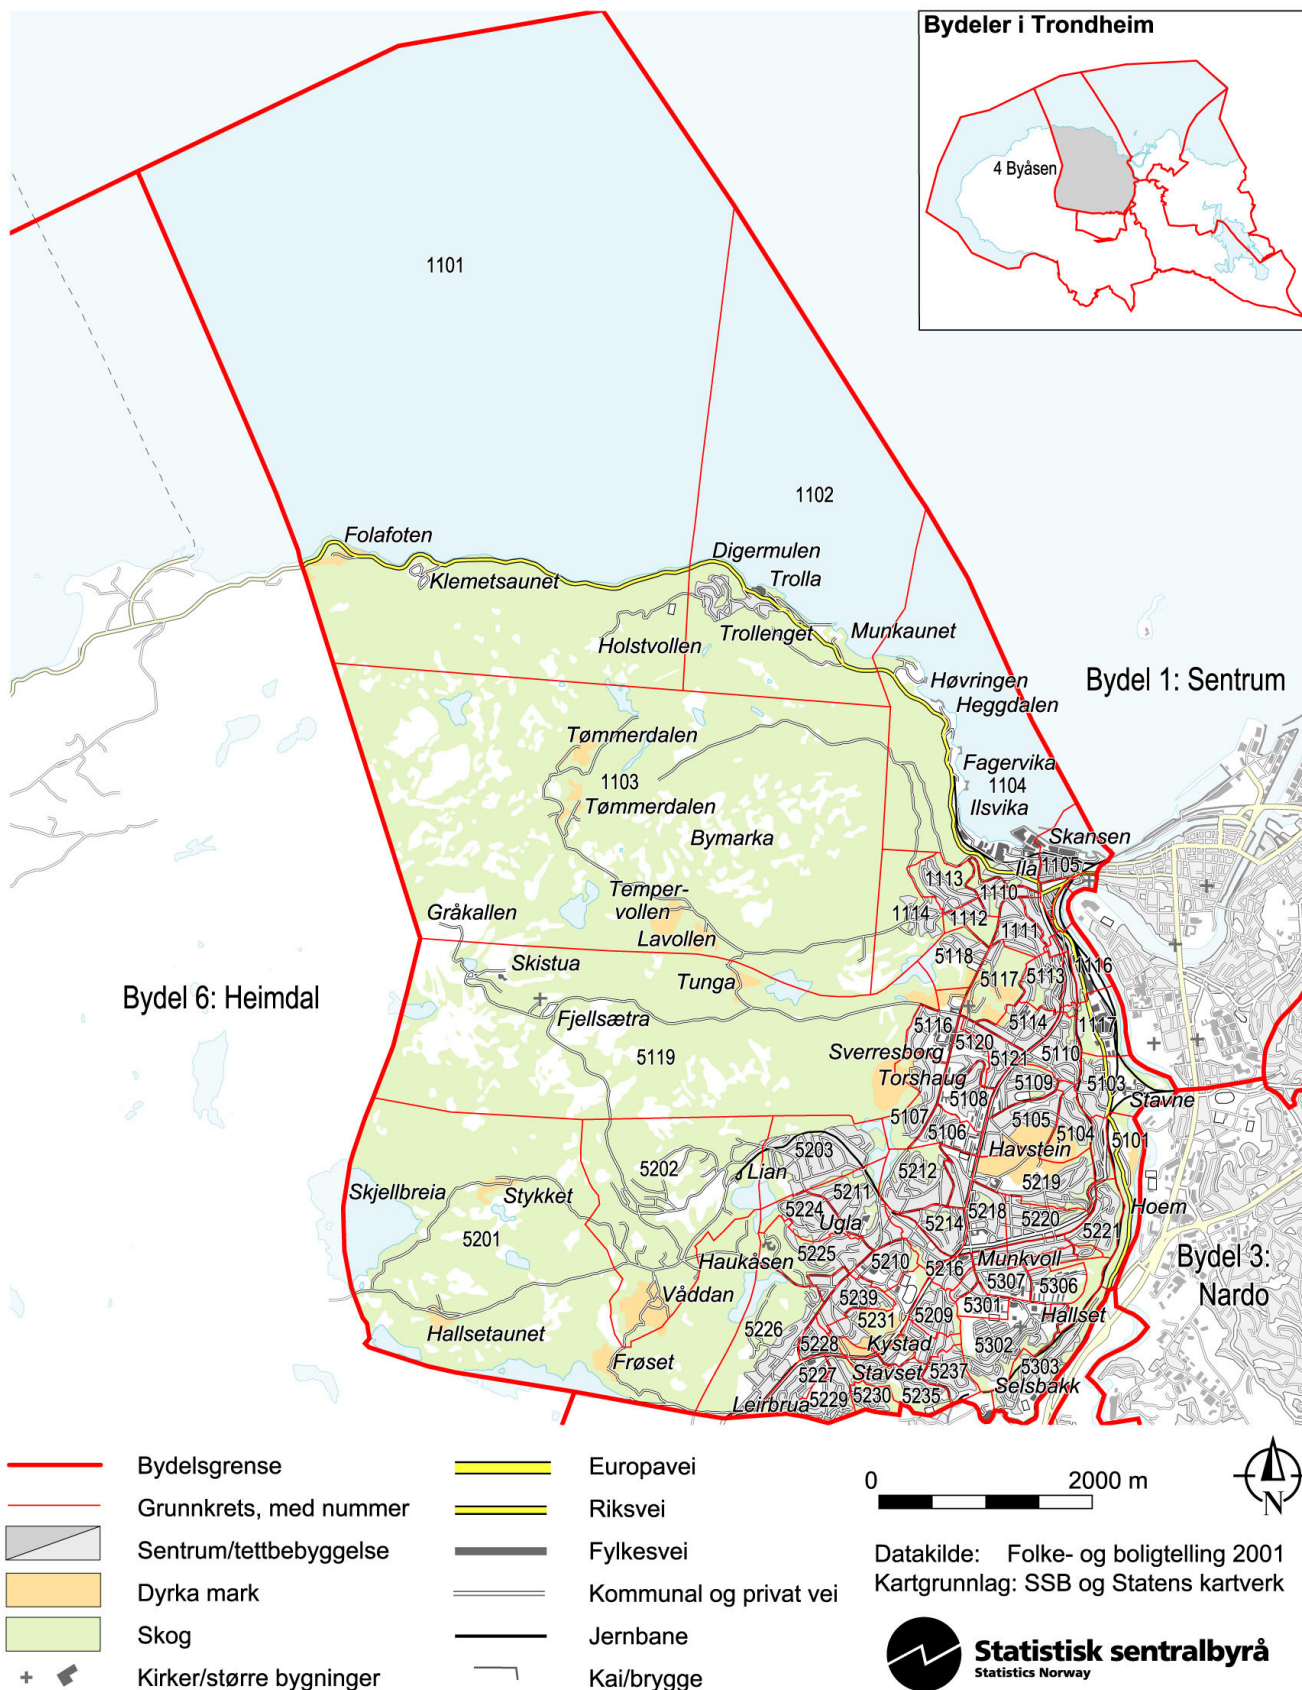 Bydeler i Trondheim
4 Byåsen
1101
1102
Folafoten
Klemetsaunet
Digermulen
Trolla
Trollenget
Holstvollen
Munkaunet
Høvringen
Heggdalen
Bydel 1: Sentrum
Tømmerdalen
1103
Tømmerdalen
Fagervika
1104
Ilsvika
Bymarka
Skansen
Ila
1105
1113
1110
1114
1112
1111
Temper-
vollen
Lavollen
Gråkallen
Skistua
Tunga
5118
5117
5113
1116
Bydel 6: Heimdal
Fjellsætra
5119
5116
5114
1117
5120
Sverresborg
5121
5110
Torshaug
5109
5103
5108
Stavne
5107
5106
5105
5104
5101
Havstein
5203
5202
Lian
5212
5219
Skjellbreia
Stykket
5211
5224
Ugla
5218
5220
5214
5221
Hoem
5201
Haukåsen
5225
5210
5216
Munkvoll
Bydel 3:
Nardo
Våddan
5307
5306
5239
5301
5209
Hallset
5231
Hallsetaunet
5226
5228
Kystad
5302
Frøset
5227
Stavset
5237
5303
Selsbakk
Leirbrua
5229
5230
5235
Bydelsgrense
Grunnkrets, med nummer
Sentrum/tettbebyggelse
Dyrka mark
Skog
Kirker/større bygninger
Europavei
Riksvei
Fylkesvei
Kommunal og privat vei
Jernbane
Kai/brygge
0 2000 m
N
Datakilde: Folke- og boligtelling 2001
Kartgrunnlag: SSB og Statens kartverk
Statistisk sentralbyrå
Statistics Norway